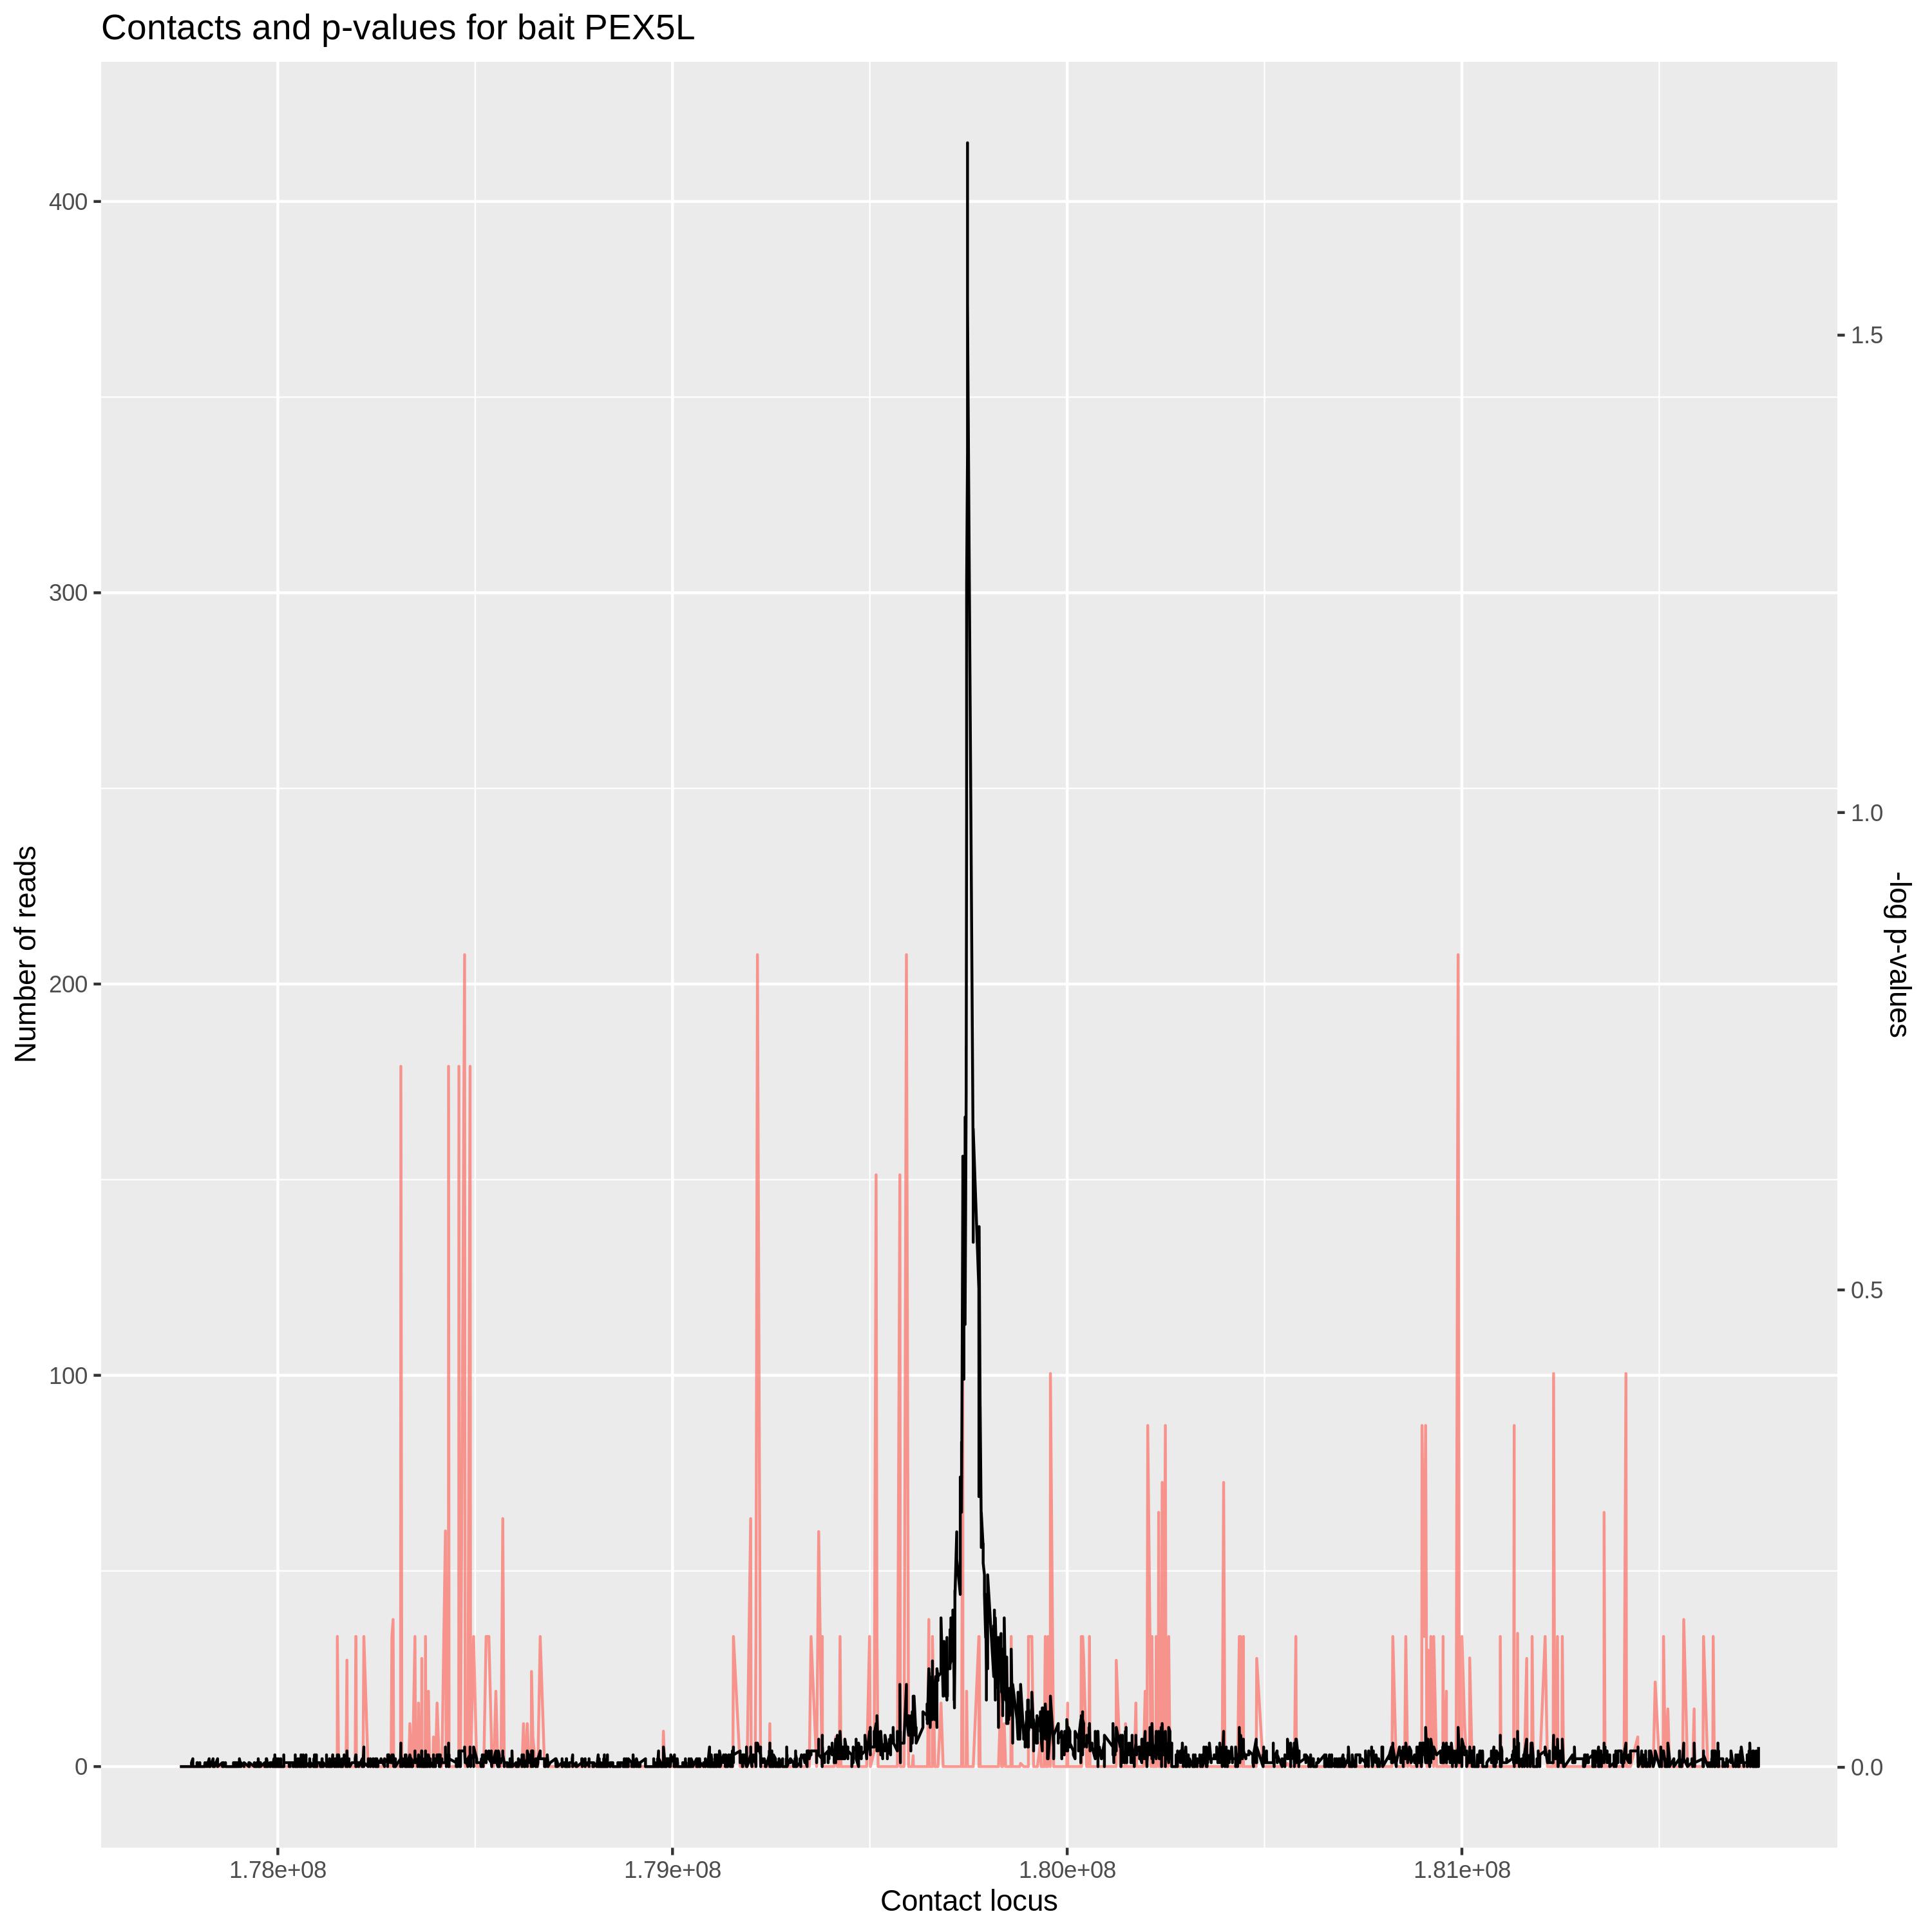 Contacts and p-values for bait PEX5L
Number of reads
400
300
200
100
0
1.5
1.0
0.5
0.0
-log p-values
1.78e+08
1.79e+08
1.80e+08
1.81e+08
Contact locus